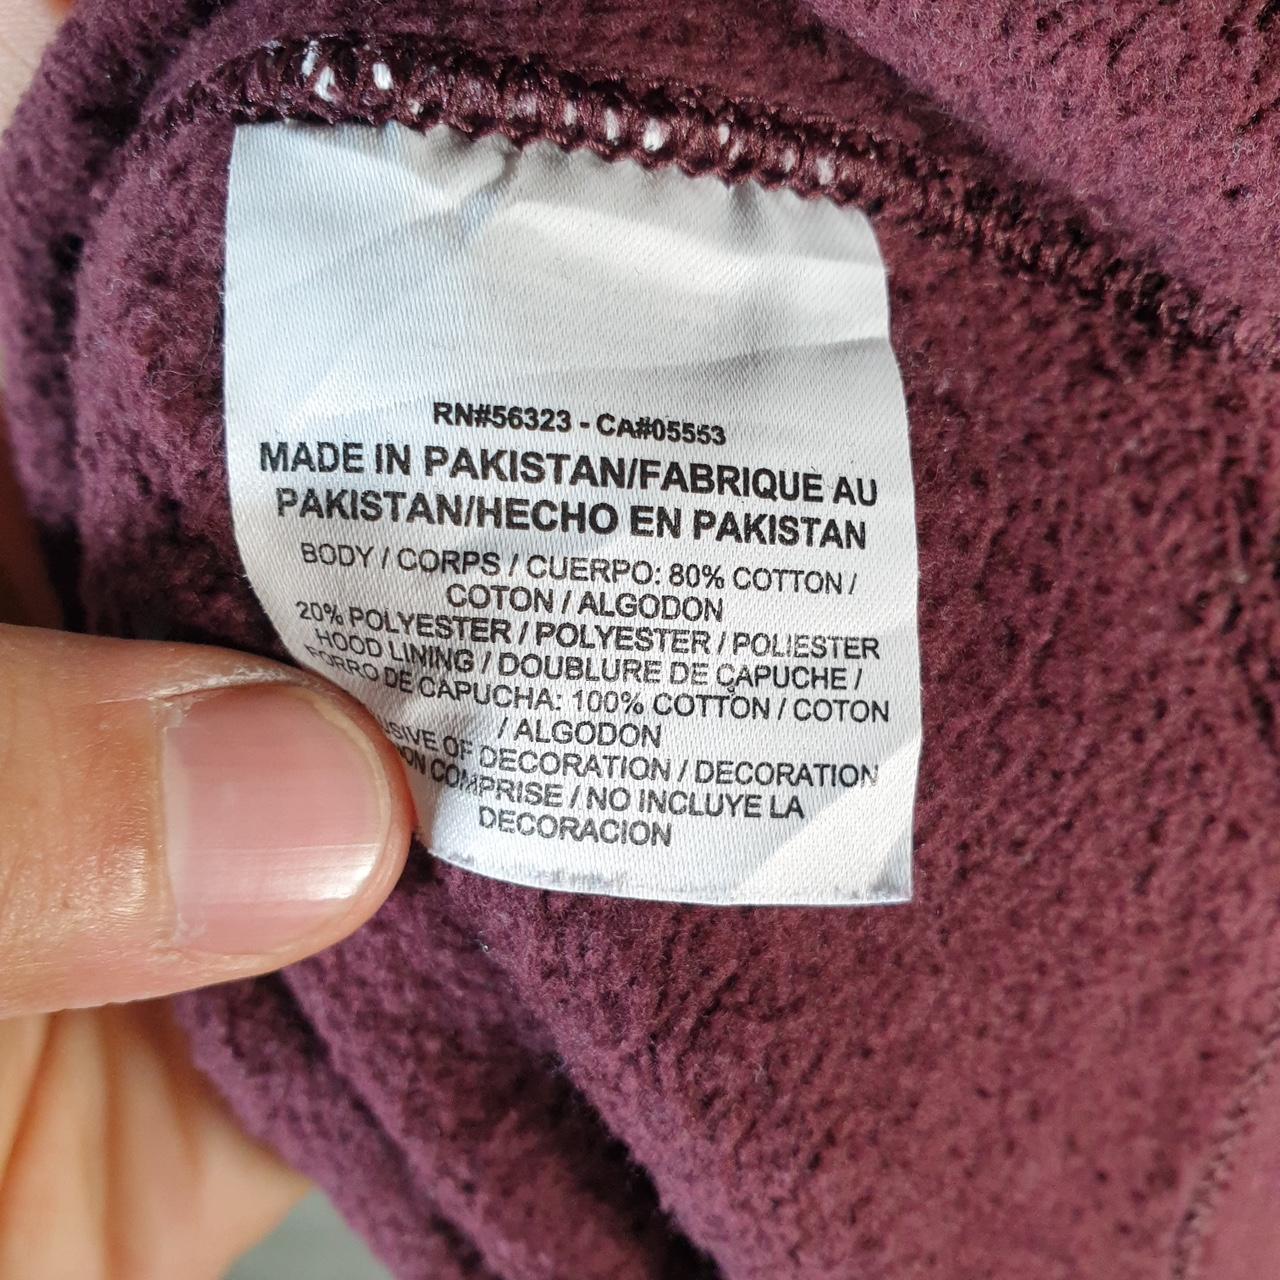 RN#56323 - CA#05553
MADE IN PAKISTAN/FABRIQUE AU
PAKISTAN/HECHO EN PAKISTAN
BODY / CORPS / CUERPO: 80% COTTON /
COTON / ALGODON
20% POLYESTER / POLYESTER / POLIESTER
HOOD LINING / DOUBLURE DE CAPUCHE /
FORRO DE CAPUCHA: 100% COTTON / COTON
/ ALGODON
OF DECORATION / DECORATION
COMPRISE / NO INCLUYE LA
DECORACION